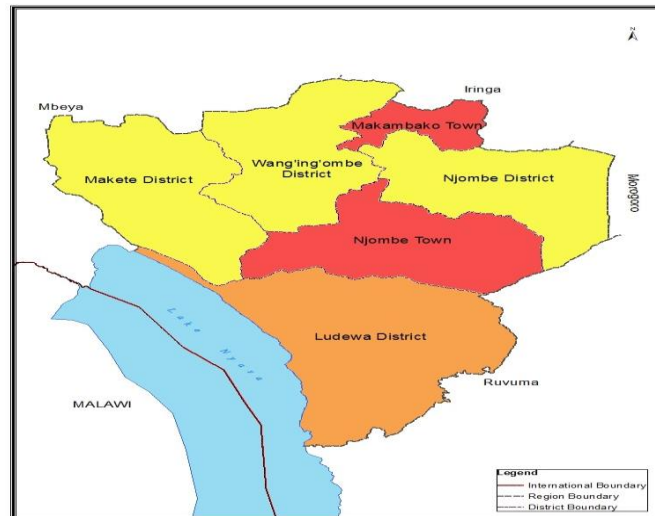 N
Iringa
Mbeya
Makambako Town
Wang'ing'ombe
District
Makete District
Njombe District
Morogoro
Njombe Town
Lake Nyasa
Ludewa District
Ruvuma
MALAWI
Legend
International Boundary
Region Boundary
District Boundary